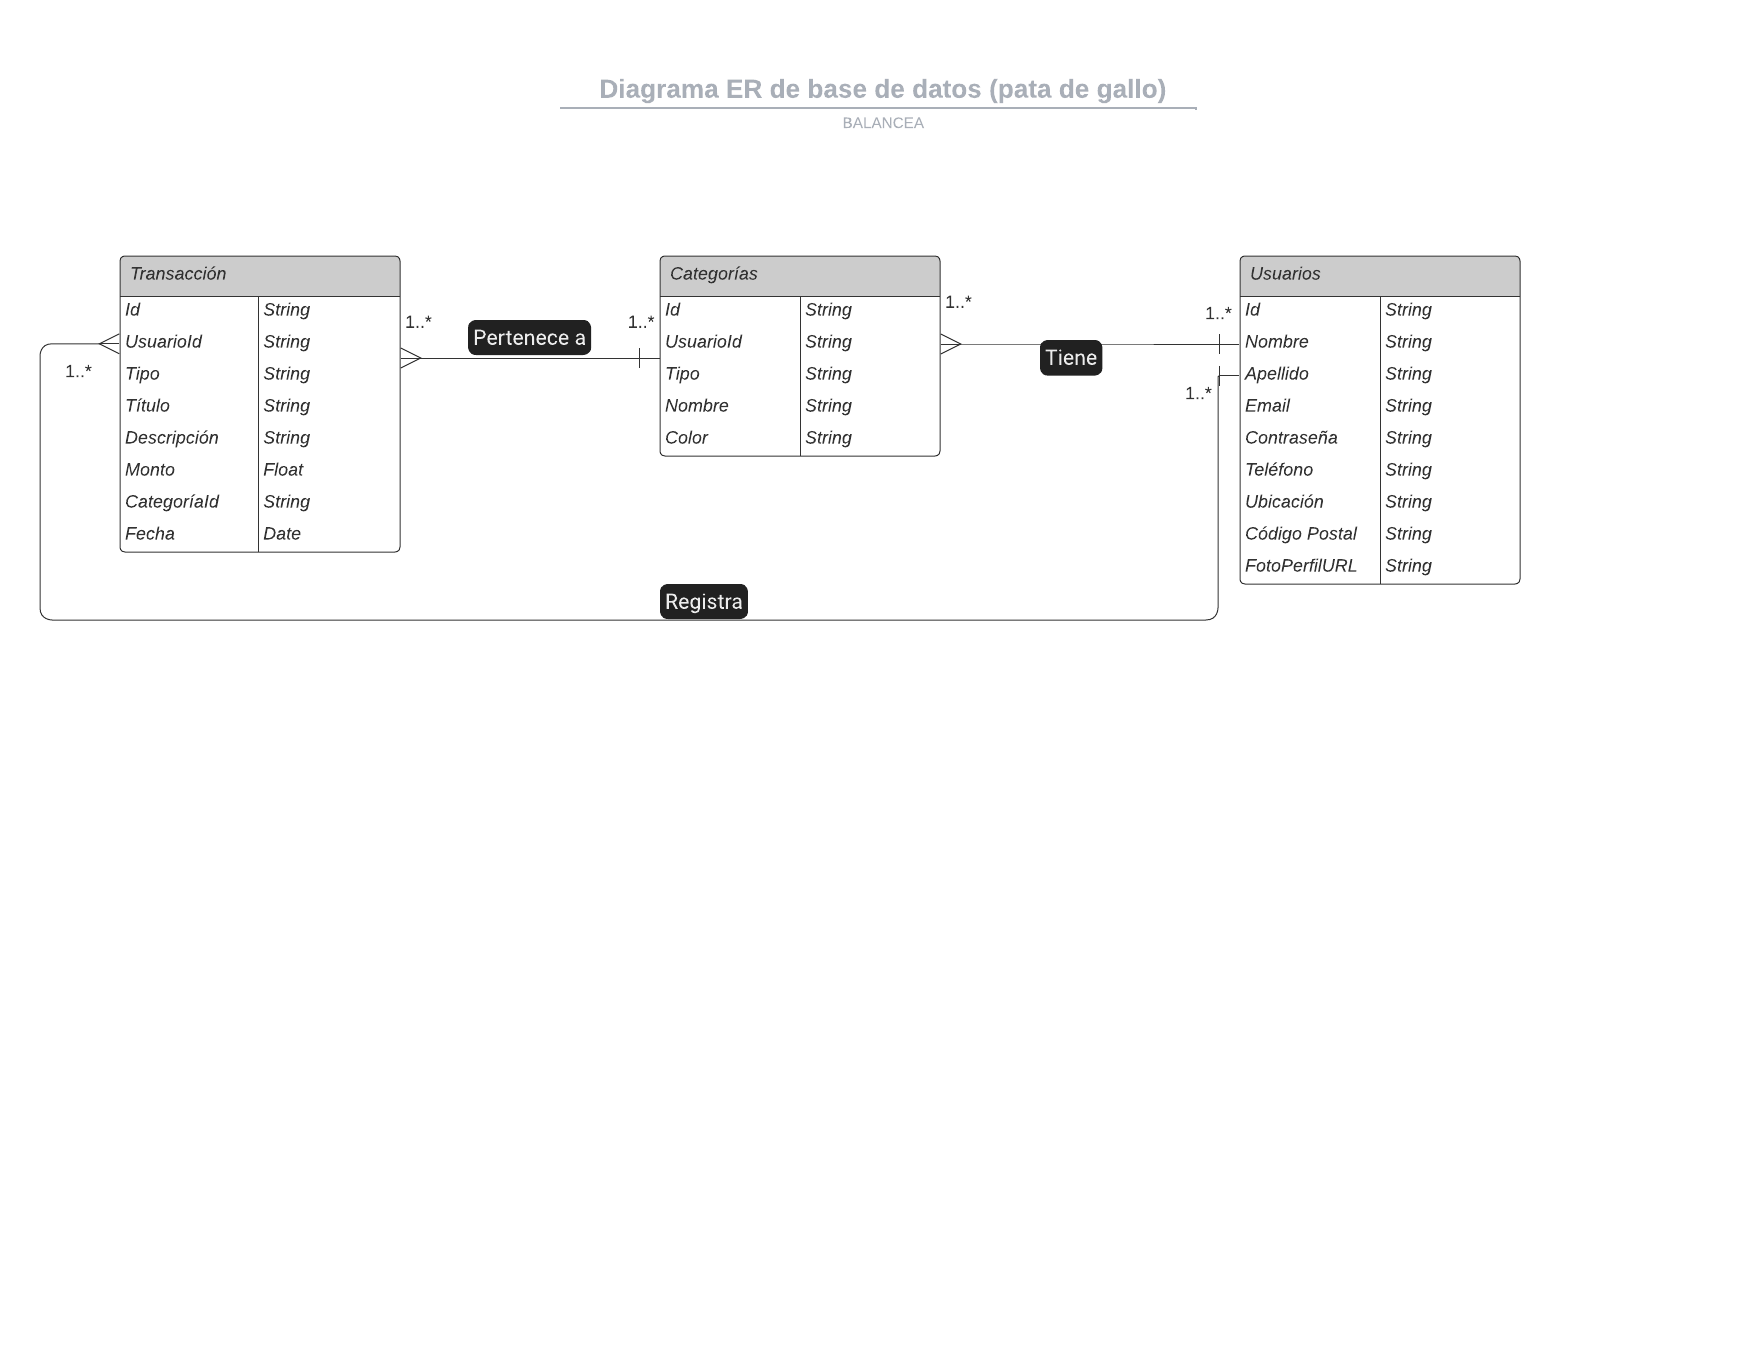 Diagrama ER de base de datos (pata de gallo)
BALANCEA
Transacción
Id String
UsuarioId String
Tipo String
Título String
Descripción String
Monto Float
CategoríaId String
Fecha Date
1..*
1..*
Pertenece a
1..*
Categorías
Id String
UsuarioId String
Tipo String
Nombre String
Color String
1..*
Tiene
1..*
1..*
Usuarios
Id String
Nombre String
Apellido String
Email String
Contraseña String
Teléfono String
Ubicación String
Código Postal String
FotoPerfilURL String
Registra